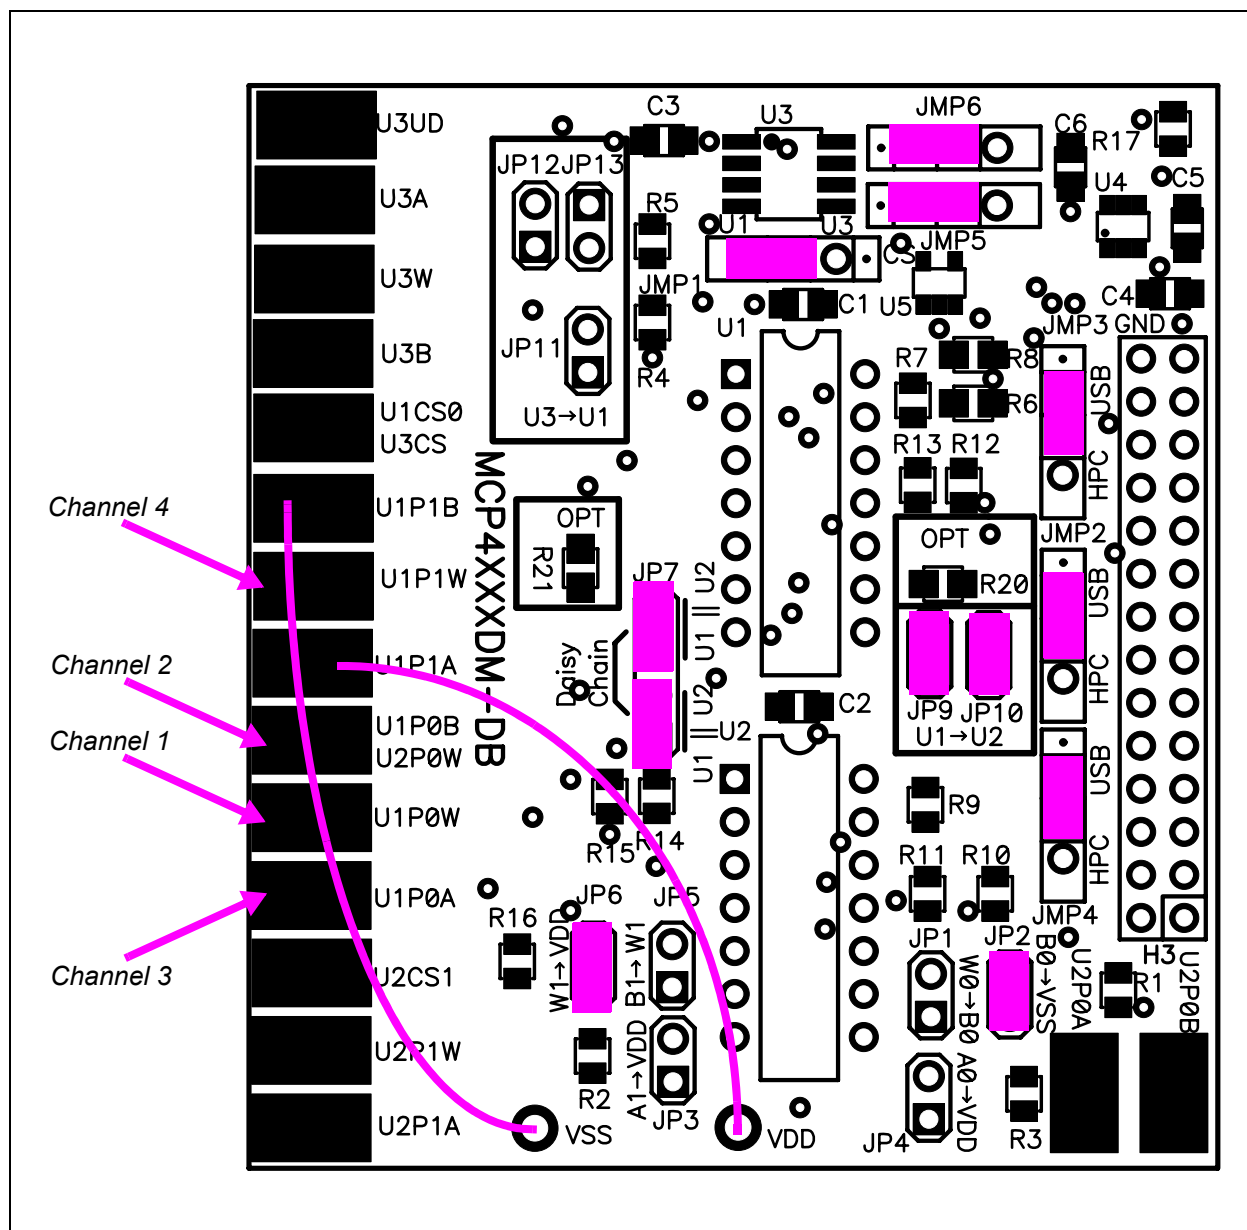 U3UD
U3A
U3W
U3B
U1CS0
U3CS
U1P1B
U1P1W
U1P1A
U1P0B
U2P0W
U1P0W
U1P0A
U2CS1
U2P1W
U2P1A
Channel 4
Channel 2
Channel 1
Channel 3
JP12 JP13
JP11
U3→U1
MCP4XXXDM-DB
C3
U3
JMP6
C6
R17
C5
U4
R5
U1
U3
CS
JMP5
JMP1
C1
U5
U1
R4
C4
JMP3
GND
R7
R8
R6
USB
HPC
R13
R12
OPT
R21
OPT
R20
JMP2
USB
HPC
JP7
U2
=
U1
Daisy
Chain
U2
=
U1
JP9 JP10
U1→U2
C2
U2
USB
HPC
R15 R14
R9
R11
R10
JMP4
H3
R16
JP6
W1→VDD
JP5
B1→W1
A1→VDD
JP3
R2
VSS
VDD
JP1
W0→B0
JP2
B0→VSS
U2P0A
R1
U2P0B
JP4
A0→VDD
R3